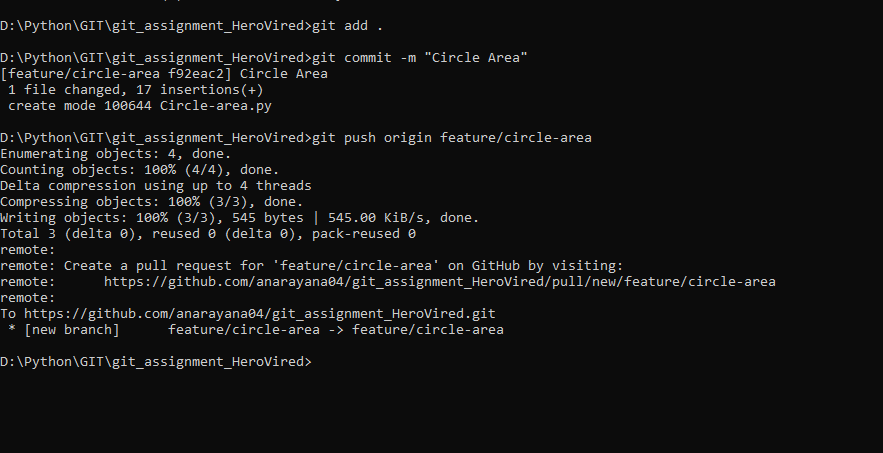 D:\Python\GIT\git_assignment_HeroVired>git add .
D:\Python\GIT\git_assignment_HeroVired>git commit -m "Circle Area"
[feature/circle-area f92eac2] Circle Area
 1 file changed, 17 insertions(+)
 create mode 100644 Circle-area.py
D:\Python\GIT\git_assignment_HeroVired>git push origin feature/circle-area
Enumerating objects: 4, done.
Counting objects: 100% (4/4), done.
Delta compression using up to 4 threads
Compressing objects: 100% (3/3), done.
Writing objects: 100% (3/3), 545 bytes | 545.00 KiB/s, done.
Total 3 (delta 0), reused 0 (delta 0), pack-reused 0
remote:
remote: Create a pull request for 'feature/circle-area' on GitHub by visiting:
remote:      https://github.com/anarayana04/git_assignment_HeroVired/pull/new/feature/circle-area
remote:
To https://github.com/anarayana04/git_assignment_HeroVired.git
 * [new branch]      feature/circle-area -> feature/circle-area
D:\Python\GIT\git_assignment_HeroVired>